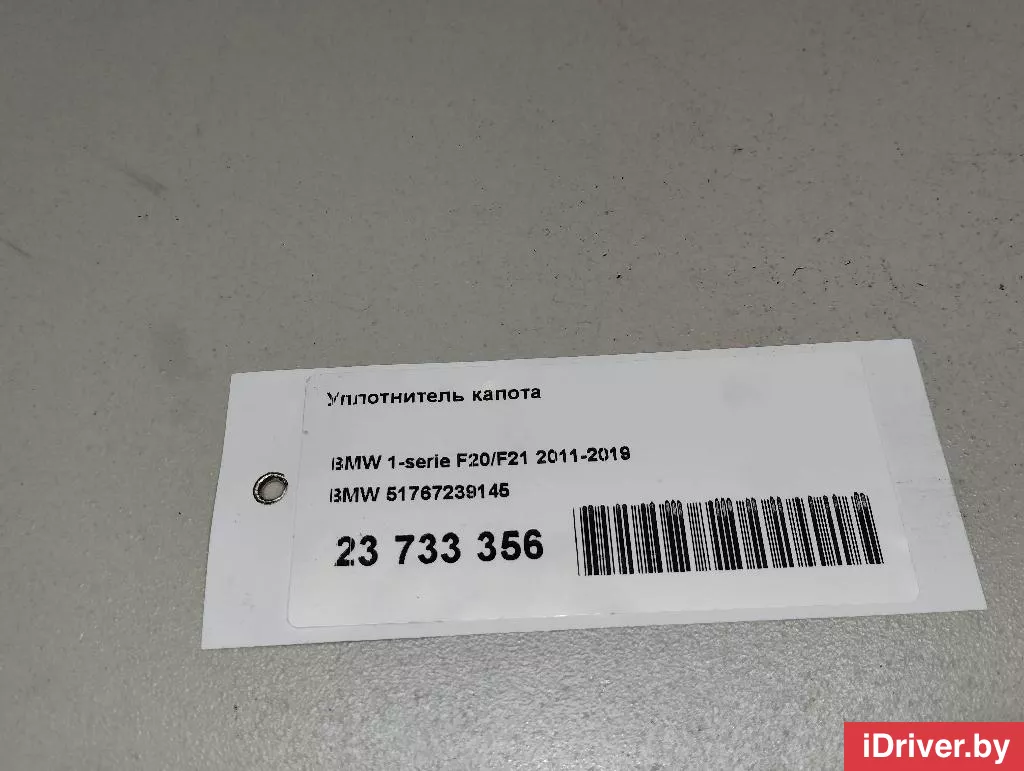 Уплотнитель капота
BMW 1-serie F20/F21 2011-2019
BMW 51767239145
23 733 356
iDriver.by